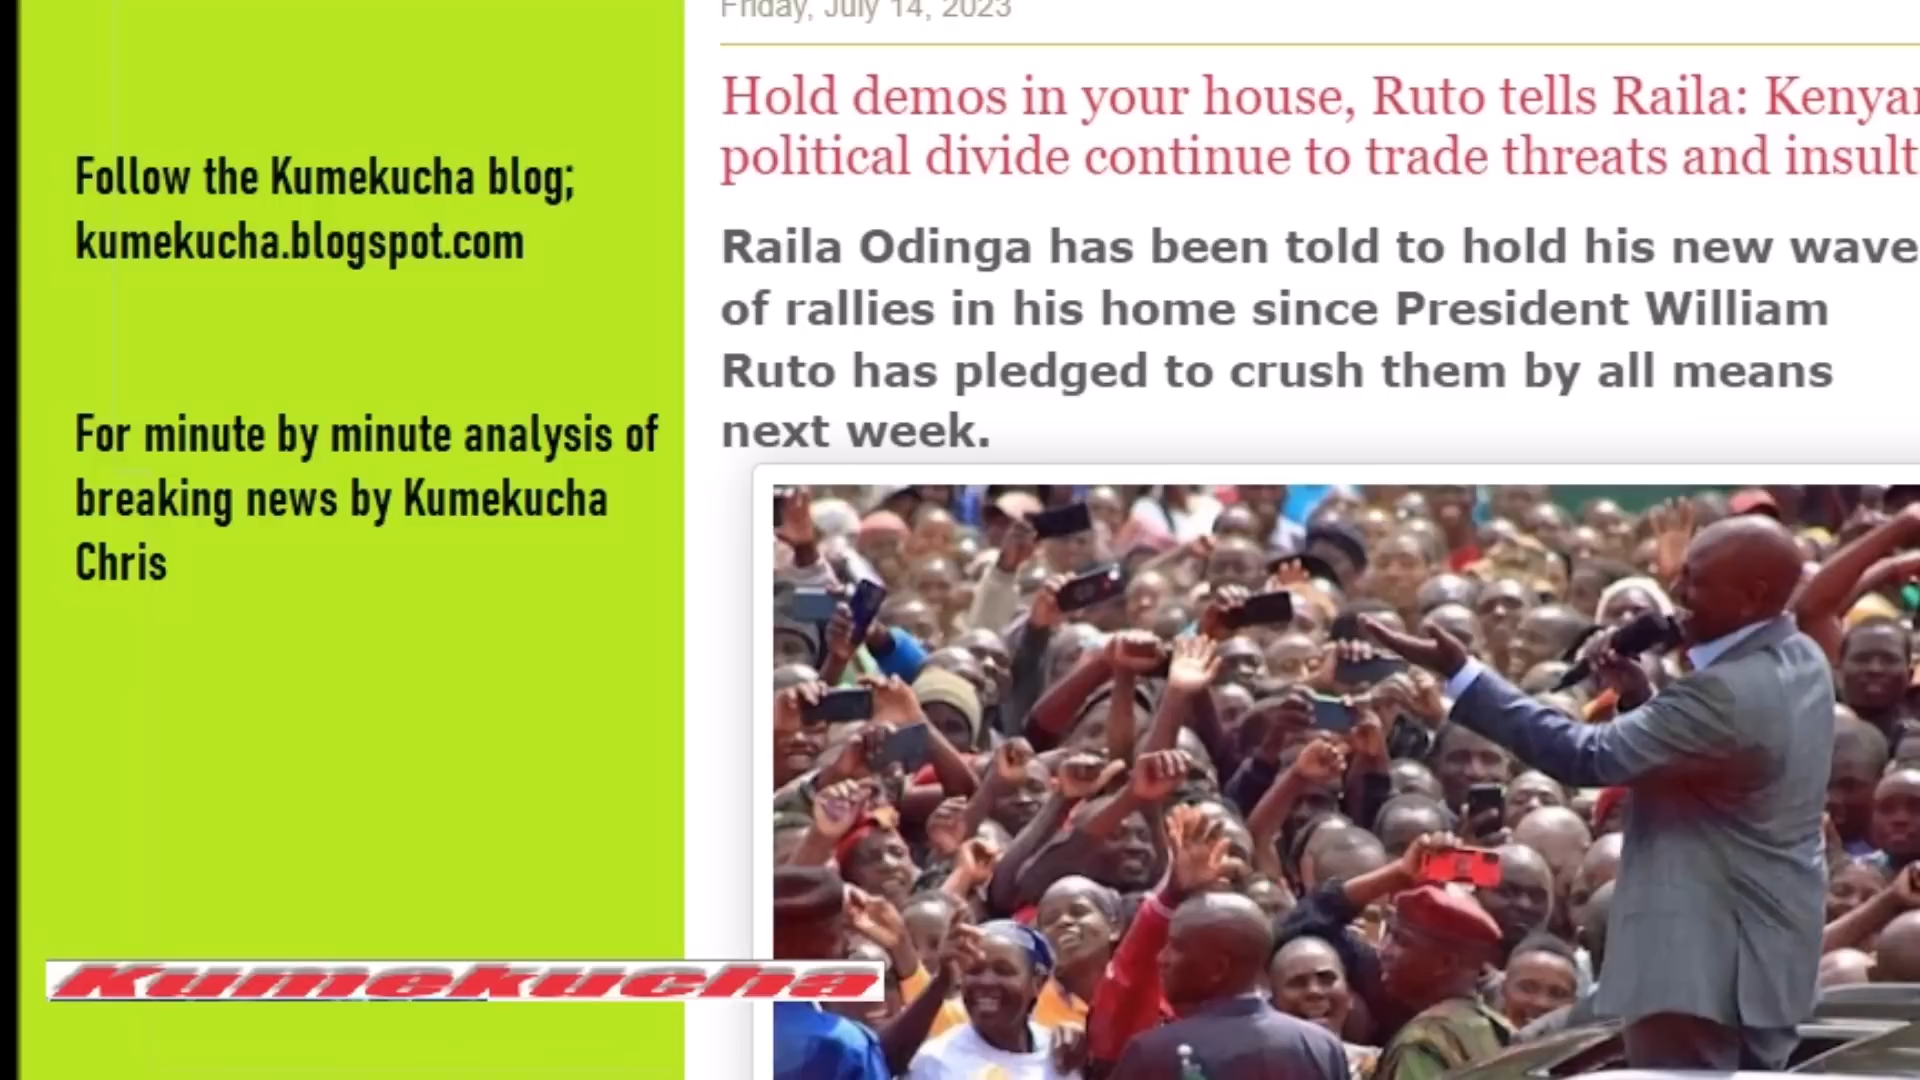 Friday, July 14, 2023
Hold demos in your house, Ruto tells Raila: Kenyan
political divide continue to trade threats and insult
Raila Odinga has been told to hold his new wave
of rallies in his home since President William
Ruto has pledged to crush them by all means
next week.
Follow the Kumekucha blog;
kumekucha.blogspot.com
For minute by minute analysis of
breaking news by Kumekucha
Chris
Kumekucha